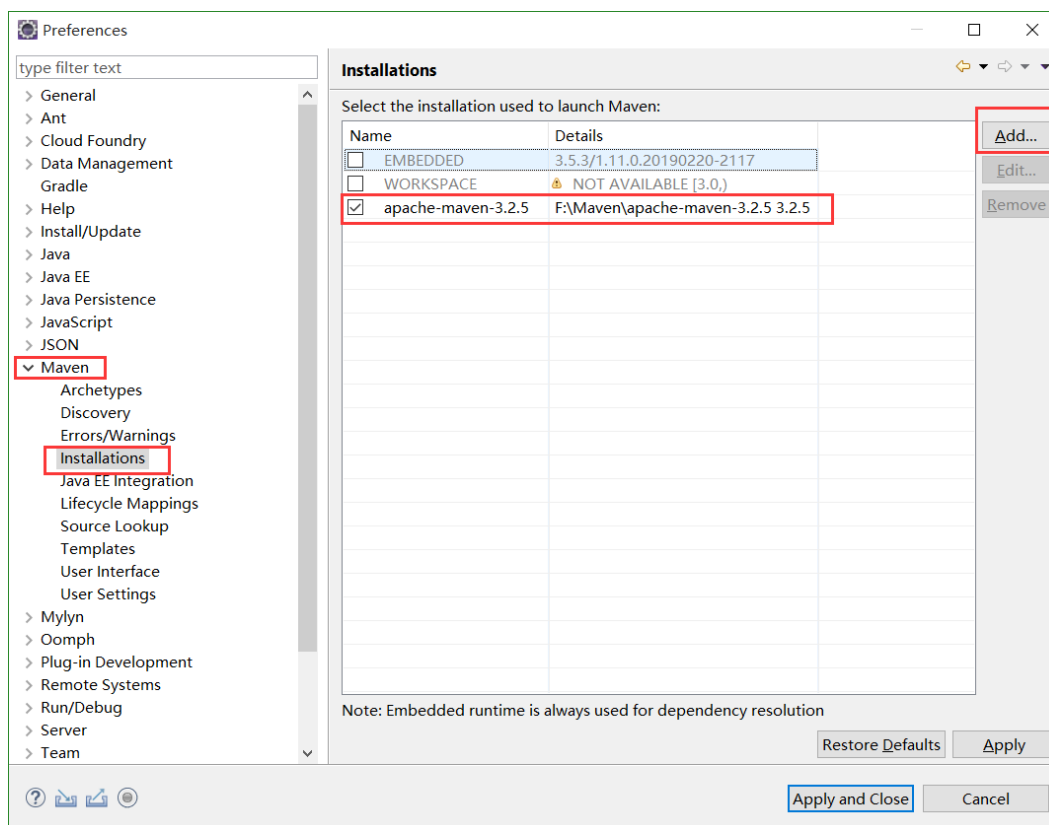 Preferences
type filter text
General
Ant
Cloud Foundry
Data Management
Gradle
Help
Install/Update
Java
Java EE
Java Persistence
JavaScript
JSON
Maven
Archetypes
Discovery
Errors/Warnings
Installations
Java EE Integration
Lifecycle Mappings
Source Lookup
Templates
User Interface
User Settings
Mylyn
Oomph
Plug-in Development
Remote Systems
Run/Debug
Server
Team
Installations
Select the installation used to launch Maven:
Name Details
EMBEDDED 3.5.3/1.11.0.20190220-2117
WORKSPACE NOT AVAILABLE [3.0,)
apache-maven-3.2.5 F:\Maven\apache-maven-3.2.5 3.2.5
Add...
Edit...
Remove
Note: Embedded runtime is always used for dependency resolution
Restore Defaults Apply
Apply and Close Cancel